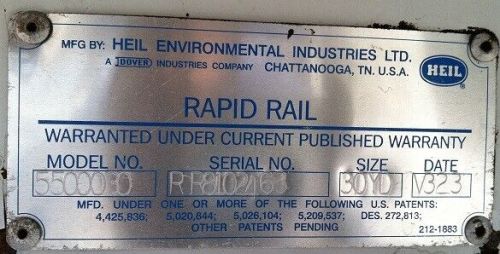 MFG BY: HEIL ENVIRONMENTAL INDUSTRIES LTD.
A DOVER INDUSTRIES COMPANY CHATTANOOGA, TN. U.S.A.
HEIL
RAPID RAIL
WARRANTED UNDER CURRENT PUBLISHED WARRANTY
MODEL NO. SERIAL NO. SIZE DATE
30YD V323
MFD. UNDER ONE OR MORE OF THE FOLLOWING U.S. PATENTS:
4,425,836; 5,020,844; 5,026,104; 5,209,537; DES. 272,813;
OTHER PATENTS PENDING 212-1883